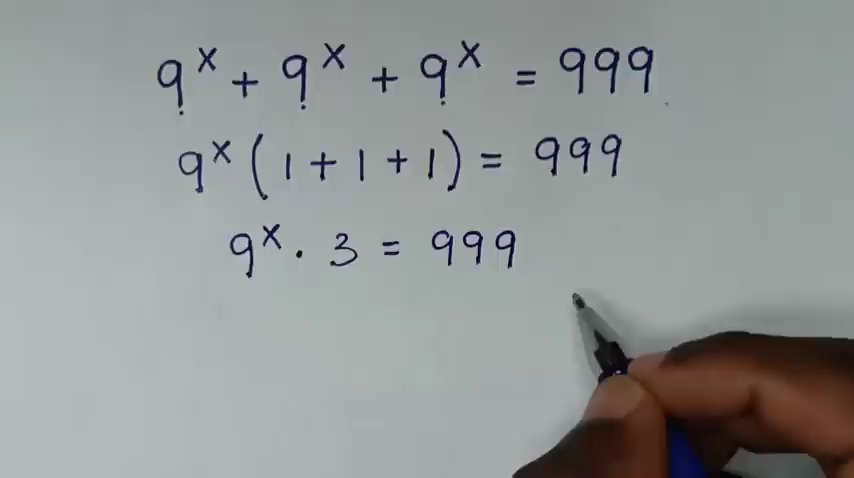 9^x + 9^x + 9^x = 999
9^x (1 + 1 + 1) = 999
9^x · 3 = 999